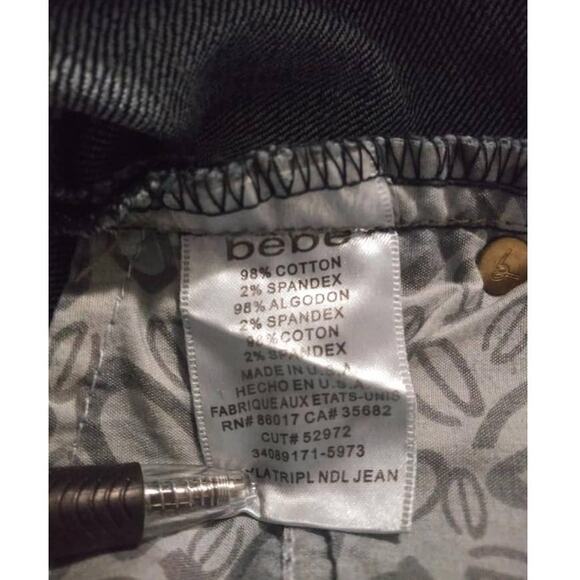 bebe
98% COTTON
2% SPANDEX
98% ALGODON
2% SPANDEX
98% COTON
2% SPANDEX
MADE IN U.S.A
HECHO EN U.S.A
FABRIQUE AUX ETATS-UNIS
RN# 86017 CA# 35682
CUT# 52972
34089171-5973
TRIPL NDL JEAN